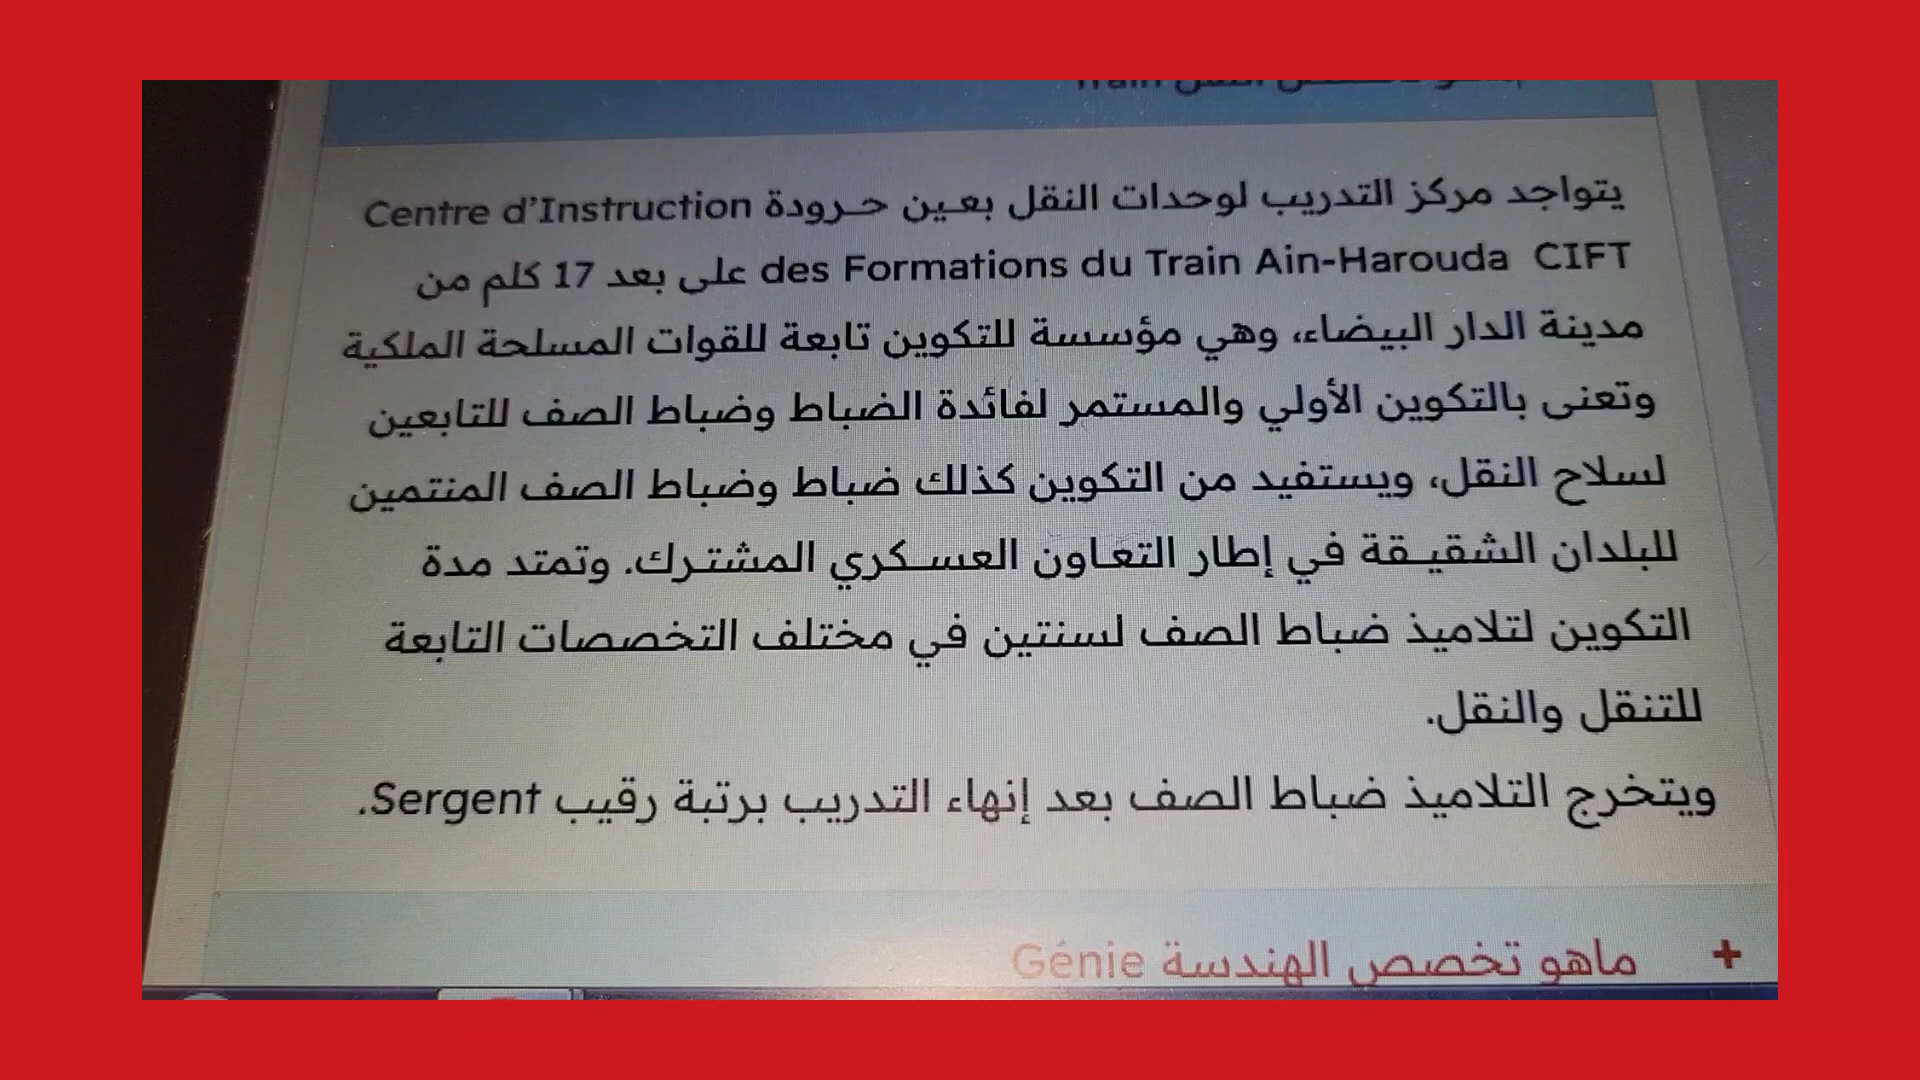 يتواجد مركز التدريب لوحدات النقل بعين حرودة Centre d’Instruction
des Formations du Train Ain-Harouda CIFT على بعد 17 كلم من
مدينة الدار البيضاء، وهي مؤسسة للتكوين تابعة للقوات المسلحة الملكية
وتعنى بالتكوين الأولي والمستمر لفائدة الضباط وضباط الصف للتابعين
لسلاح النقل، ويستفيد من التكوين كذلك ضباط وضباط الصف المنتمين
للبلدان الشقيقة في إطار التعاون العسكري المشترك. وتمتد مدة
التكوين لتلاميذ ضباط الصف لسنتين في مختلف التخصصات التابعة
للتنقل والنقل.
ويتخرج التلاميذ ضباط الصف بعد إنهاء التدريب برتبة رقيب Sergent.
+ ماهو تخصص الهندسة Génie